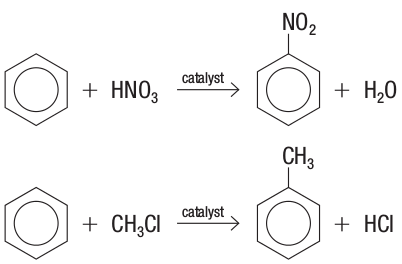 NO₂
+ HNO₃ catalyst + H₂O
CH₃
+ CH₃Cl catalyst + HCl